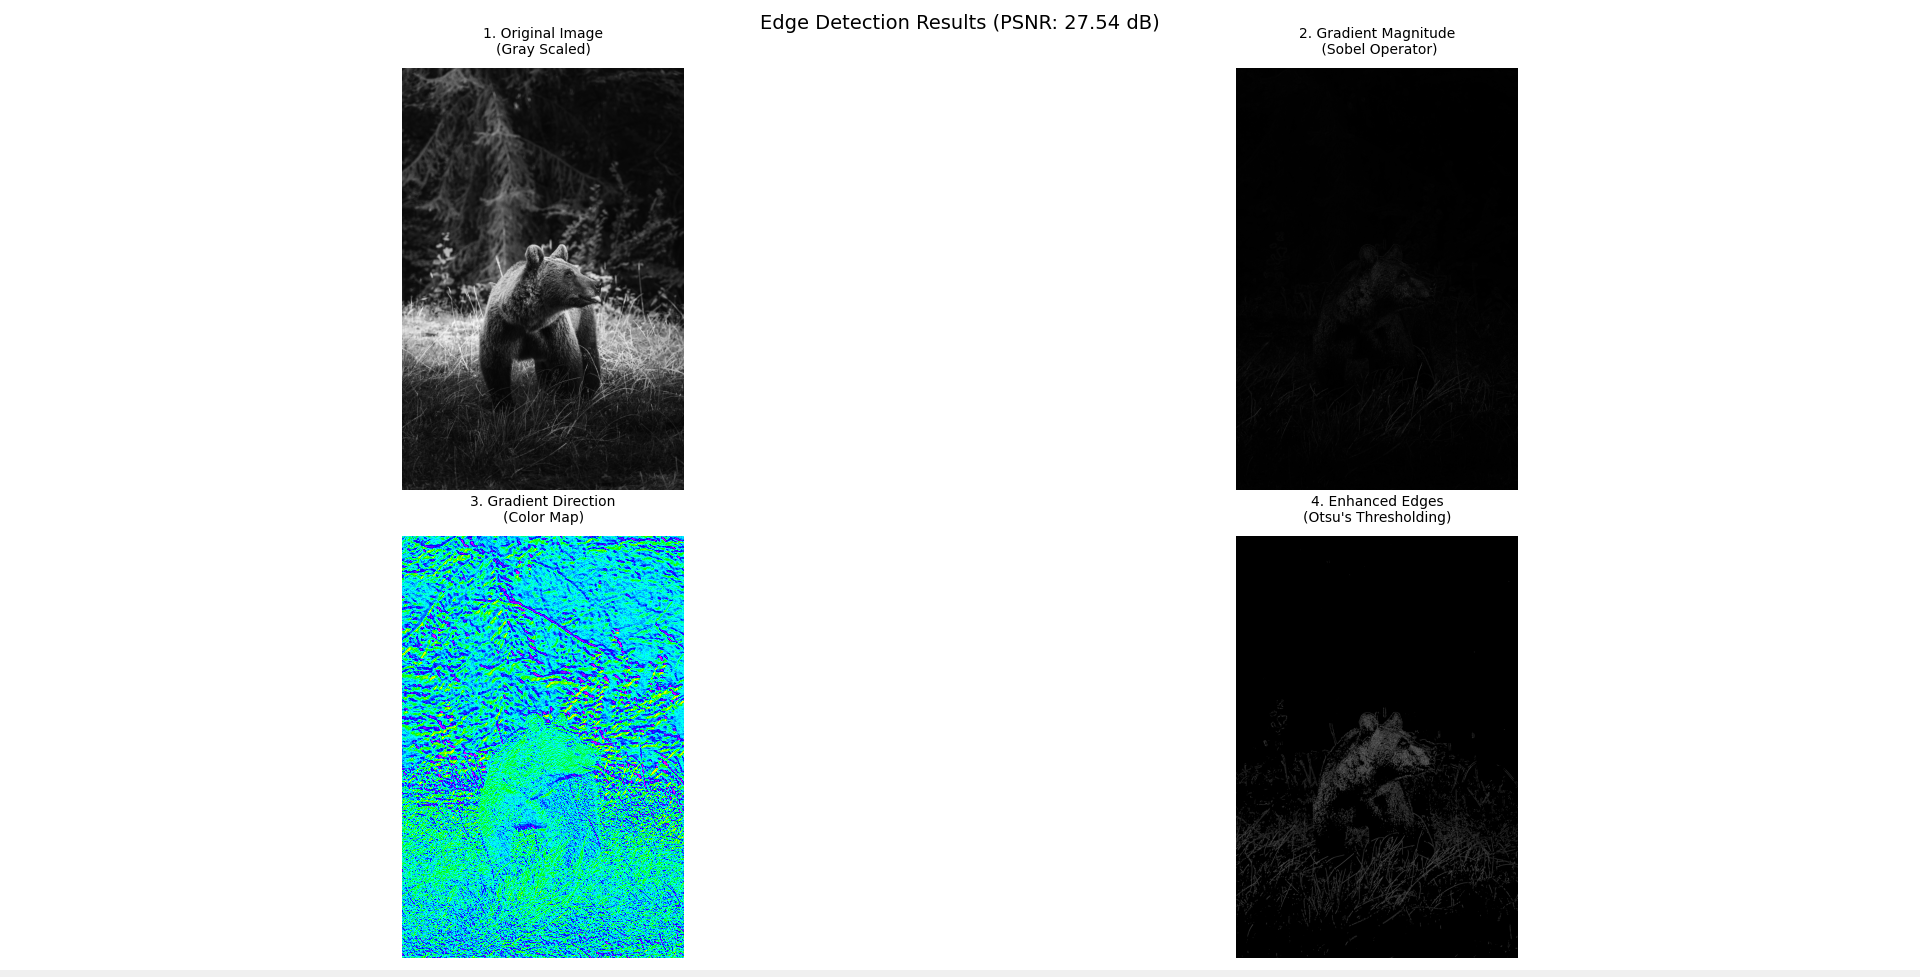 Edge Detection Results (PSNR: 27.54 dB)
1. Original Image
(Gray Scaled)
2. Gradient Magnitude
(Sobel Operator)
3. Gradient Direction
(Color Map)
4. Enhanced Edges
(Otsu's Thresholding)